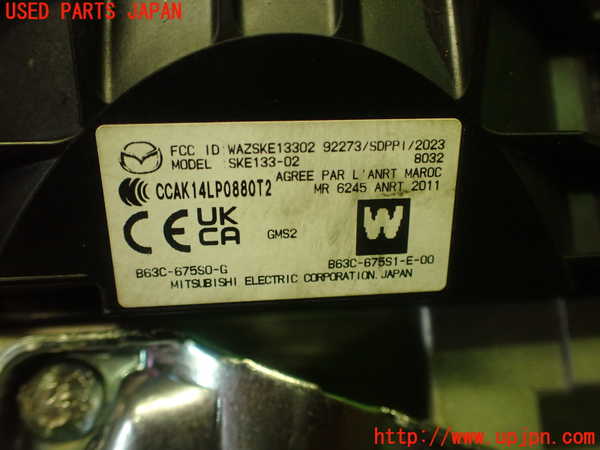 USED PARTS JAPAN
FCC ID:WAZSKE13302 92273/SDPPI/2023
MODEL :SKE133-02 8032
AGREE PAR L'ANRT MAROC
CCAK14LP0880T2 MR 6245 ANRT 2011
CE UK CA GMS2 W
B63C-675S0-G B63C-675S1-E-00
MITSUBISHI ELECTRIC CORPORATION.JAPAN
http://www.upjpn.com/